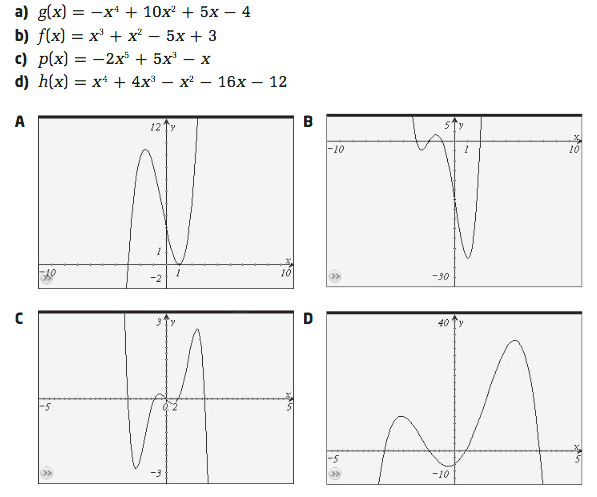 a) g(x) = −x⁴ + 10x² + 5x − 4
b) f(x) = x³ + x² − 5x + 3
c) p(x) = −2x⁵ + 5x³ − x
d) h(x) = x⁴ + 4x³ − x² − 16x − 12
A
12 y
1
x
−10 1 10
−2
B
5 y
x
−10 1 10
−30
C
3 y
x
−5 0.2 5
−3
D
40 y
x
−5 5
−10